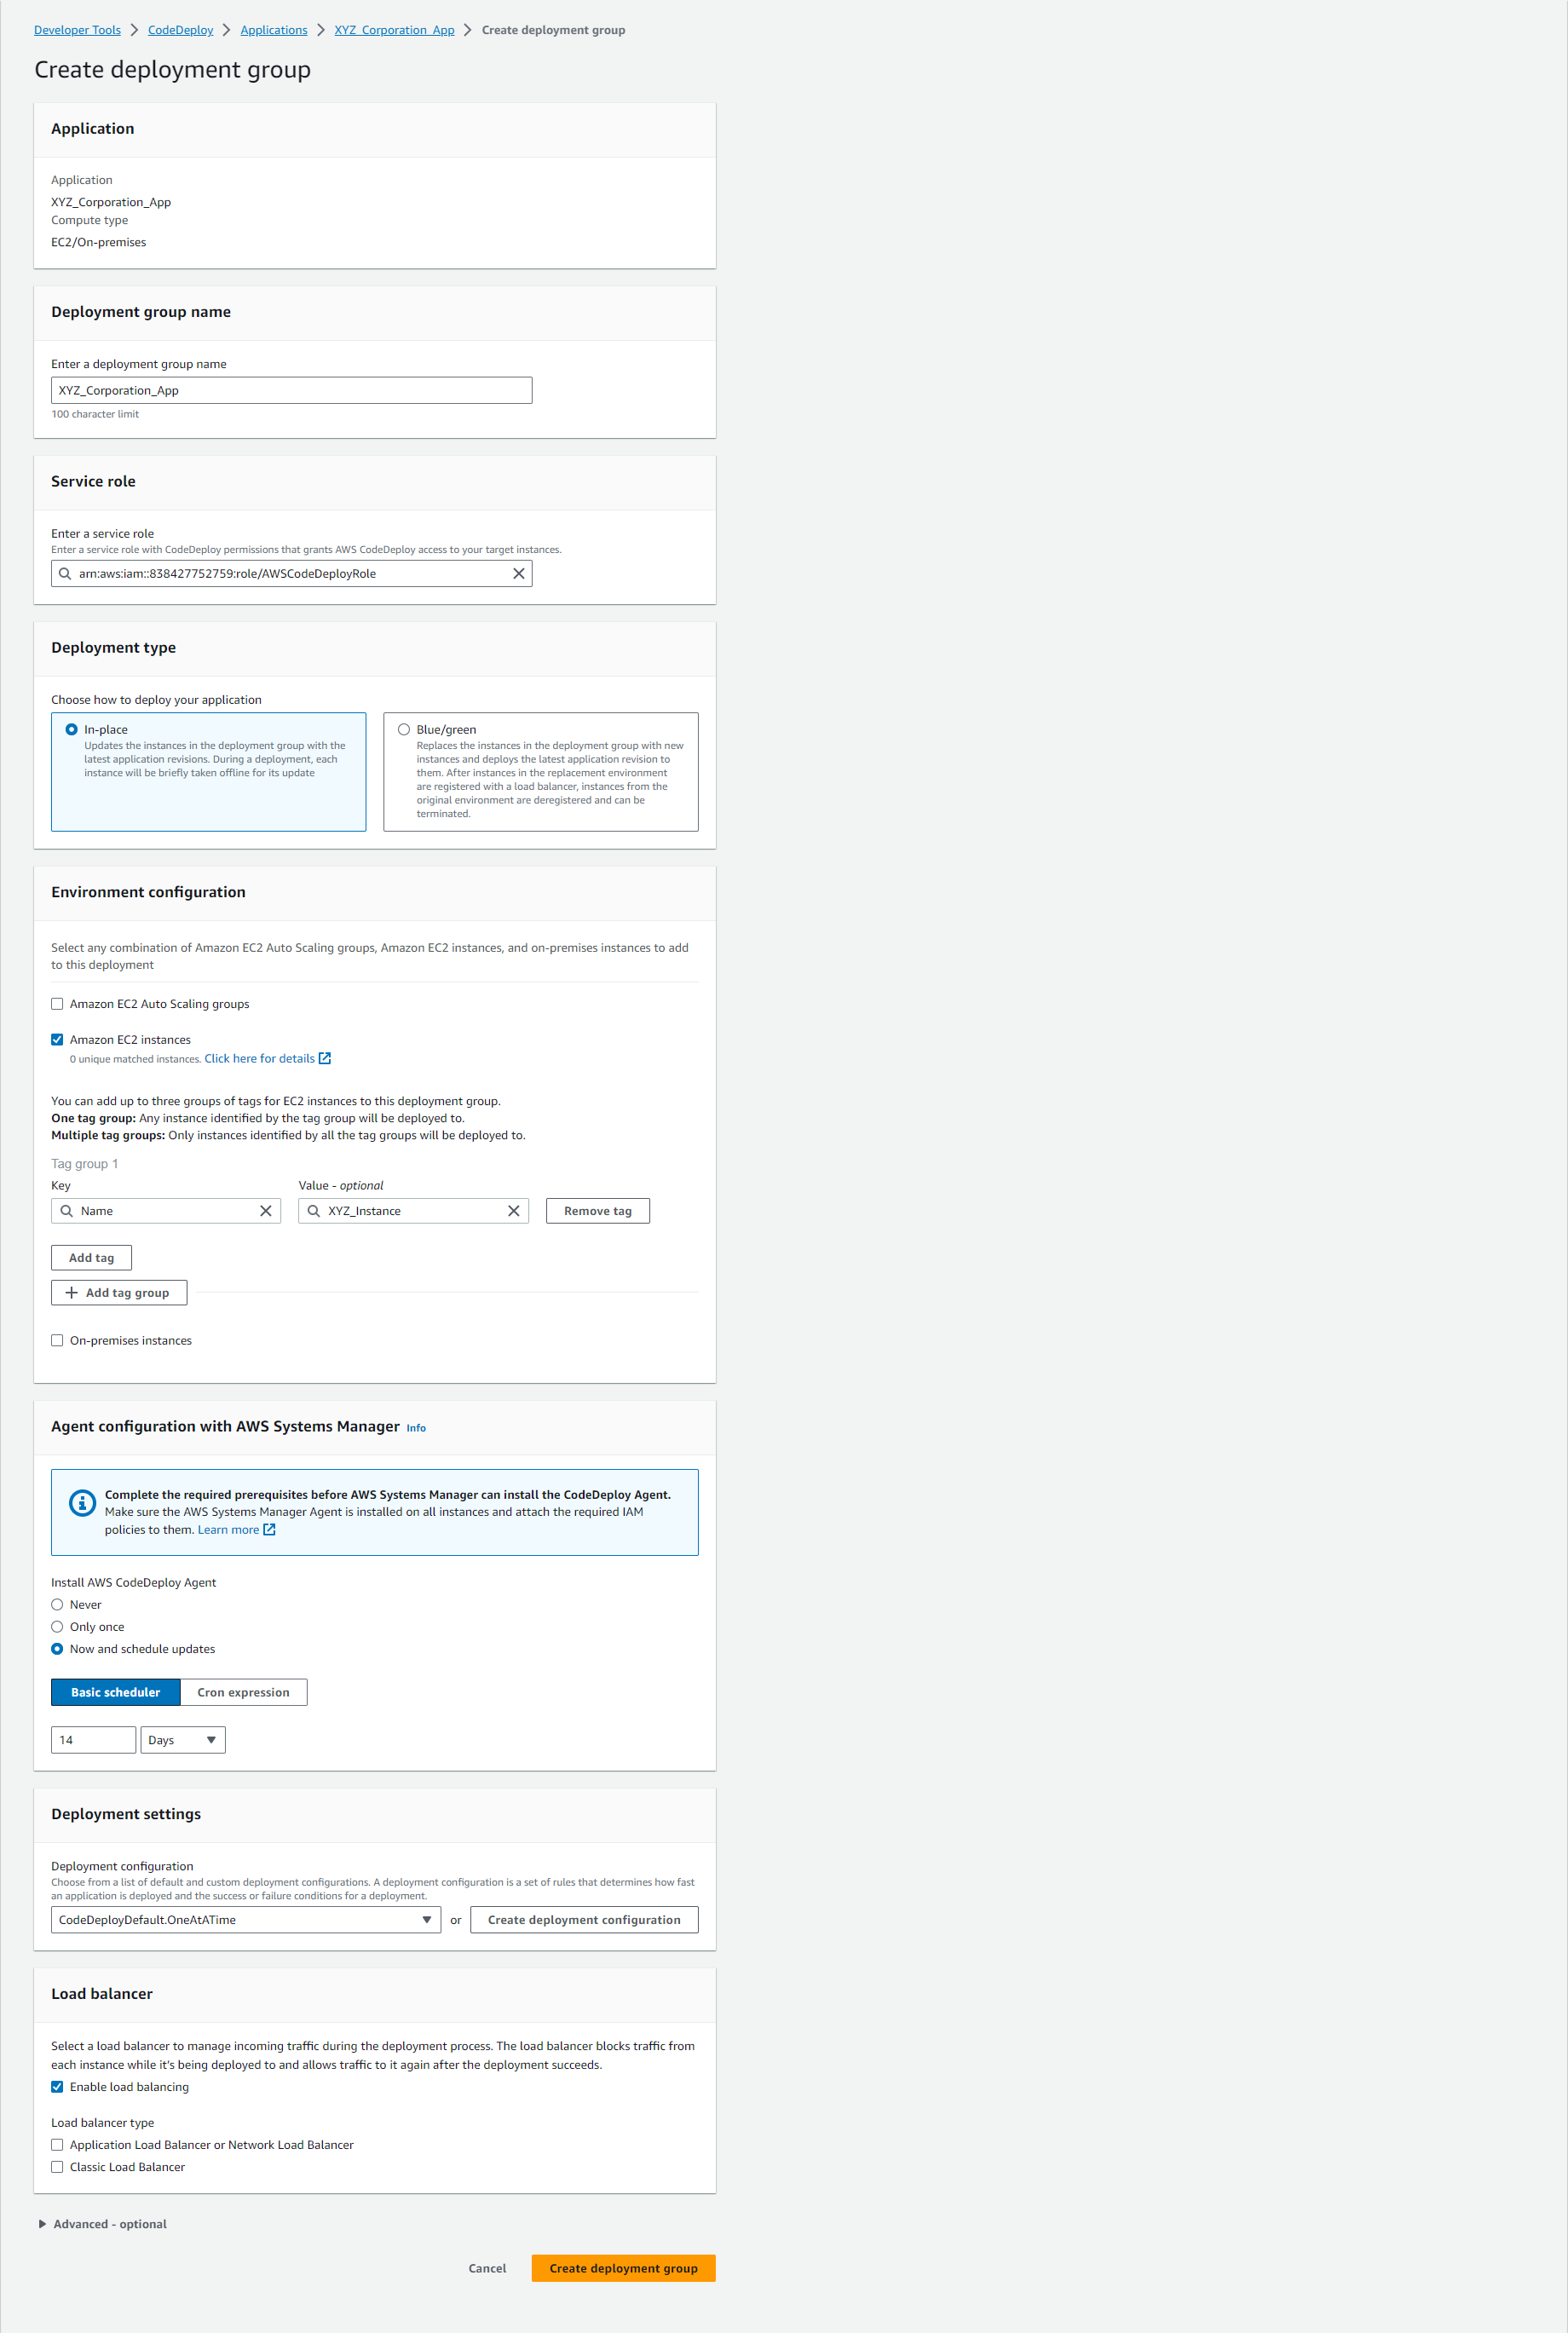 Developer Tools > CodeDeploy > Applications > XYZ_Corporation_App > Create deployment group
Create deployment group
Application
Application
XYZ_Corporation_App
Compute type
EC2/On-premises
Deployment group name
Enter a deployment group name
XYZ_Corporation_App
100 character limit
Service role
Enter a service role
Enter a service role with CodeDeploy permissions that grants AWS CodeDeploy access to your target instances.
arn:aws:iam::838427752759:role/AWSCodeDeployRole
Deployment type
Choose how to deploy your application
In-place
Updates the instances in the deployment group with the
latest application revisions. During a deployment, each
instance will be briefly taken offline for its update
Blue/green
Replaces the instances in the deployment group with new
instances and deploys the latest application revision to
them. After instances in the replacement environment
are registered with a load balancer, instances from the
original environment are deregistered and can be
terminated.
Environment configuration
Select any combination of Amazon EC2 Auto Scaling groups, Amazon EC2 instances, and on-premises instances to add
to this deployment
Amazon EC2 Auto Scaling groups
Amazon EC2 instances
0 unique matched instances. Click here for details
You can add up to three groups of tags for EC2 instances to this deployment group.
One tag group: Any instance identified by the tag group will be deployed to.
Multiple tag groups: Only instances identified by all the tag groups will be deployed to.
Tag group 1
Key Value - optional
Name XYZ_Instance Remove tag
Add tag
+ Add tag group
On-premises instances
Agent configuration with AWS Systems Manager Info
Complete the required prerequisites before AWS Systems Manager can install the CodeDeploy Agent.
Make sure the AWS Systems Manager Agent is installed on all instances and attach the required IAM
policies to them. Learn more
Install AWS CodeDeploy Agent
Never
Only once
Now and schedule updates
Basic scheduler Cron expression
14 Days
Deployment settings
Deployment configuration
Choose from a list of default and custom deployment configurations. A deployment configuration is a set of rules that determines how fast
an application is deployed and the success or failure conditions for a deployment.
CodeDeployDefault.OneAtATime or Create deployment configuration
Load balancer
Select a load balancer to manage incoming traffic during the deployment process. The load balancer blocks traffic from
each instance while it's being deployed to and allows traffic to it again after the deployment succeeds.
Enable load balancing
Load balancer type
Application Load Balancer or Network Load Balancer
Classic Load Balancer
Advanced - optional
Cancel Create deployment group